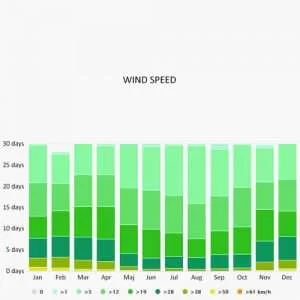 WIND SPEED
30 days
25 days
20 days
15 days
10 days
5 days
0 days
Jan Feb Mar Apr Maj Jun Jul Aug Sep Okt Nov Dec
0 >1 >5 >12 >19 >28 >38 >50 >61 km/h